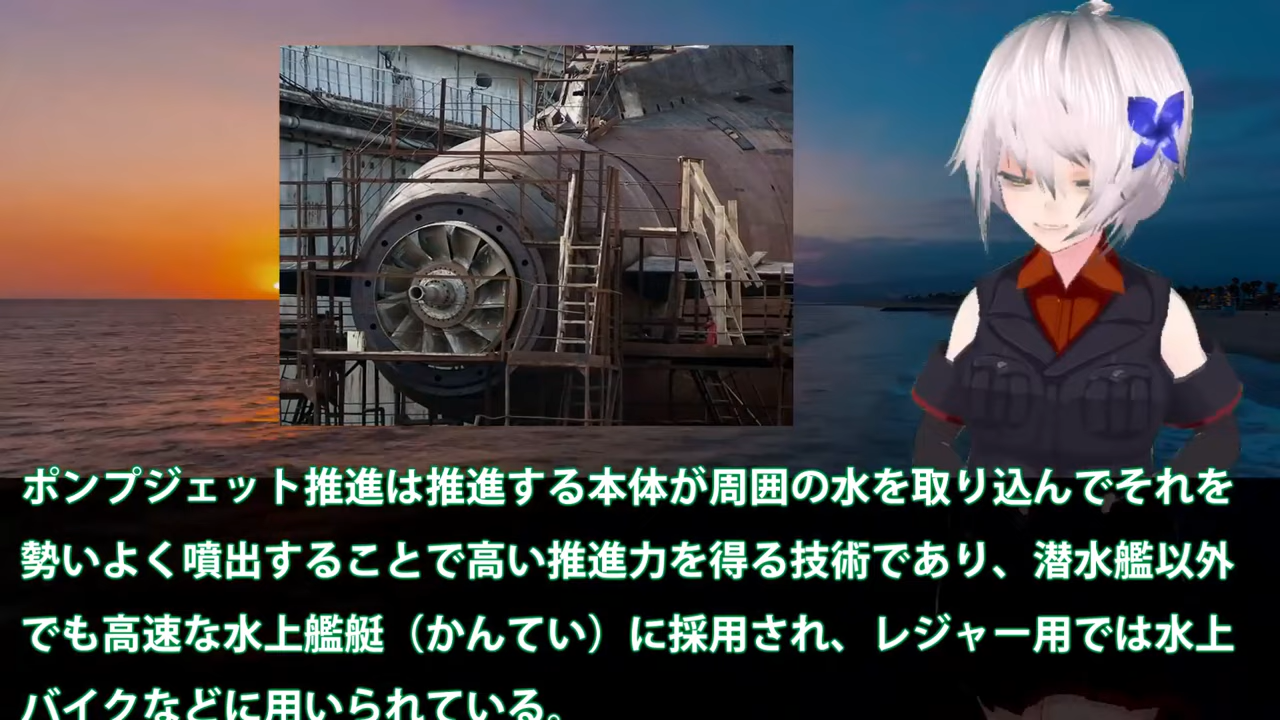 ポンプジェット推進は推進する本体が周囲の水を取り込んでそれを
勢いよく噴出することで高い推進力を得る技術であり、潜水艦以外
でも高速な水上艦艇（かんてい）に採用され、レジャー用では水上
バイクなどに用いられている。